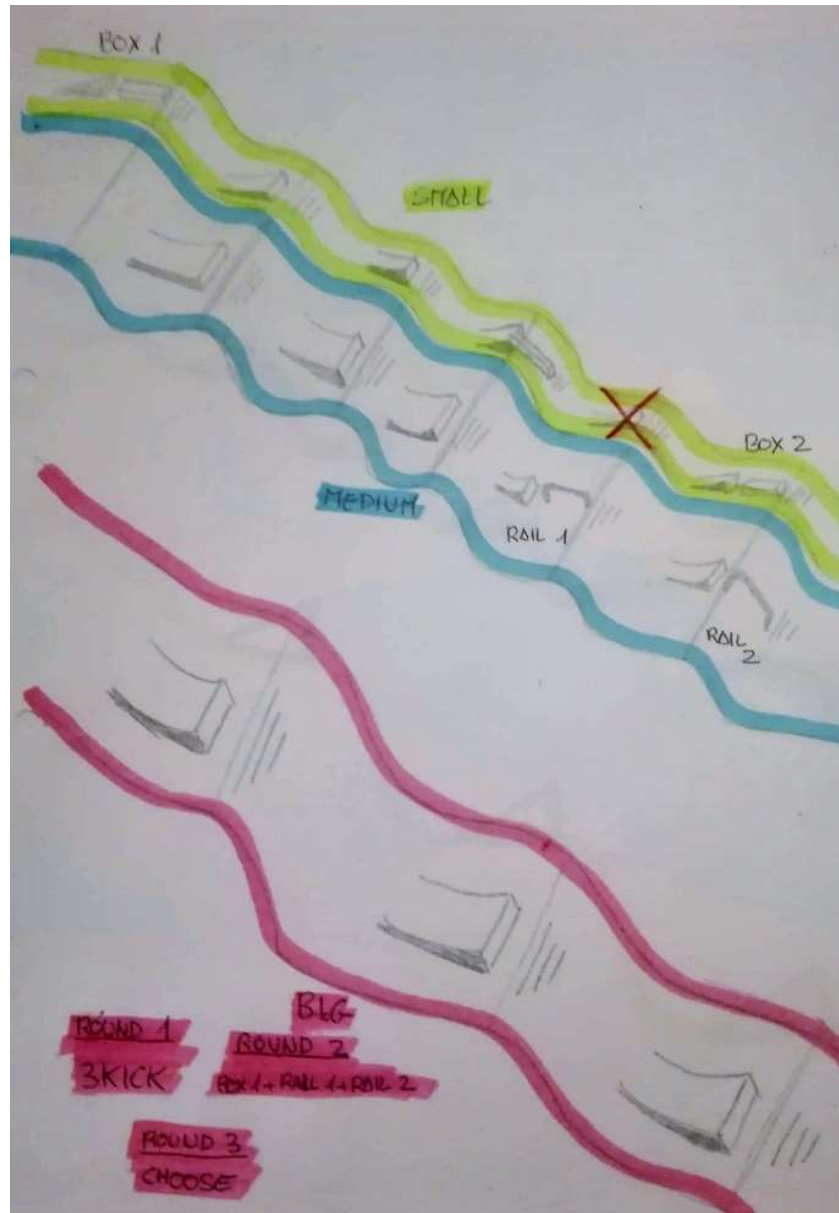 BOX 1
SMALL
BOX 2
MEDIUM
RAIL 1
RAIL
2
BIG
ROUND 1
3KICK
ROUND 2
BOX 1 + RAIL 1 + RAIL 2
ROUND 3
CHOOSE